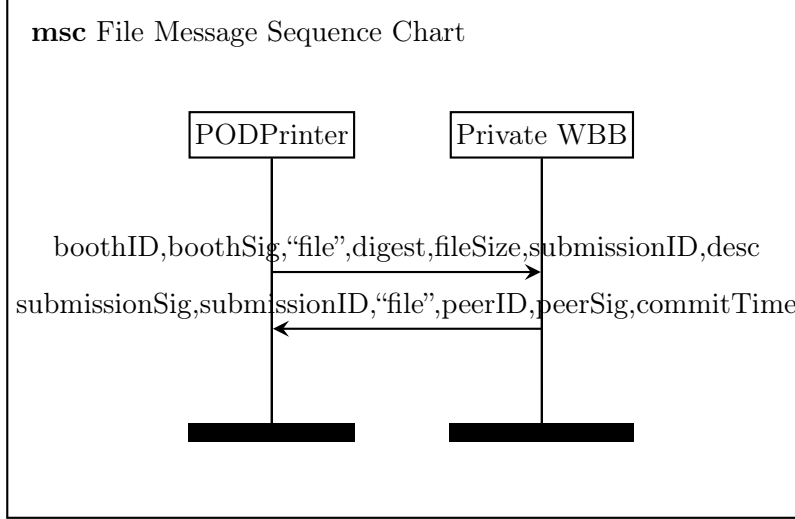 msc File Message Sequence Chart
PODPrinter Private WBB
boothID,boothSig,“file”,digest,fileSize,submissionID,desc
submissionSig,submissionID,“file”,peerID,peerSig,commitTime